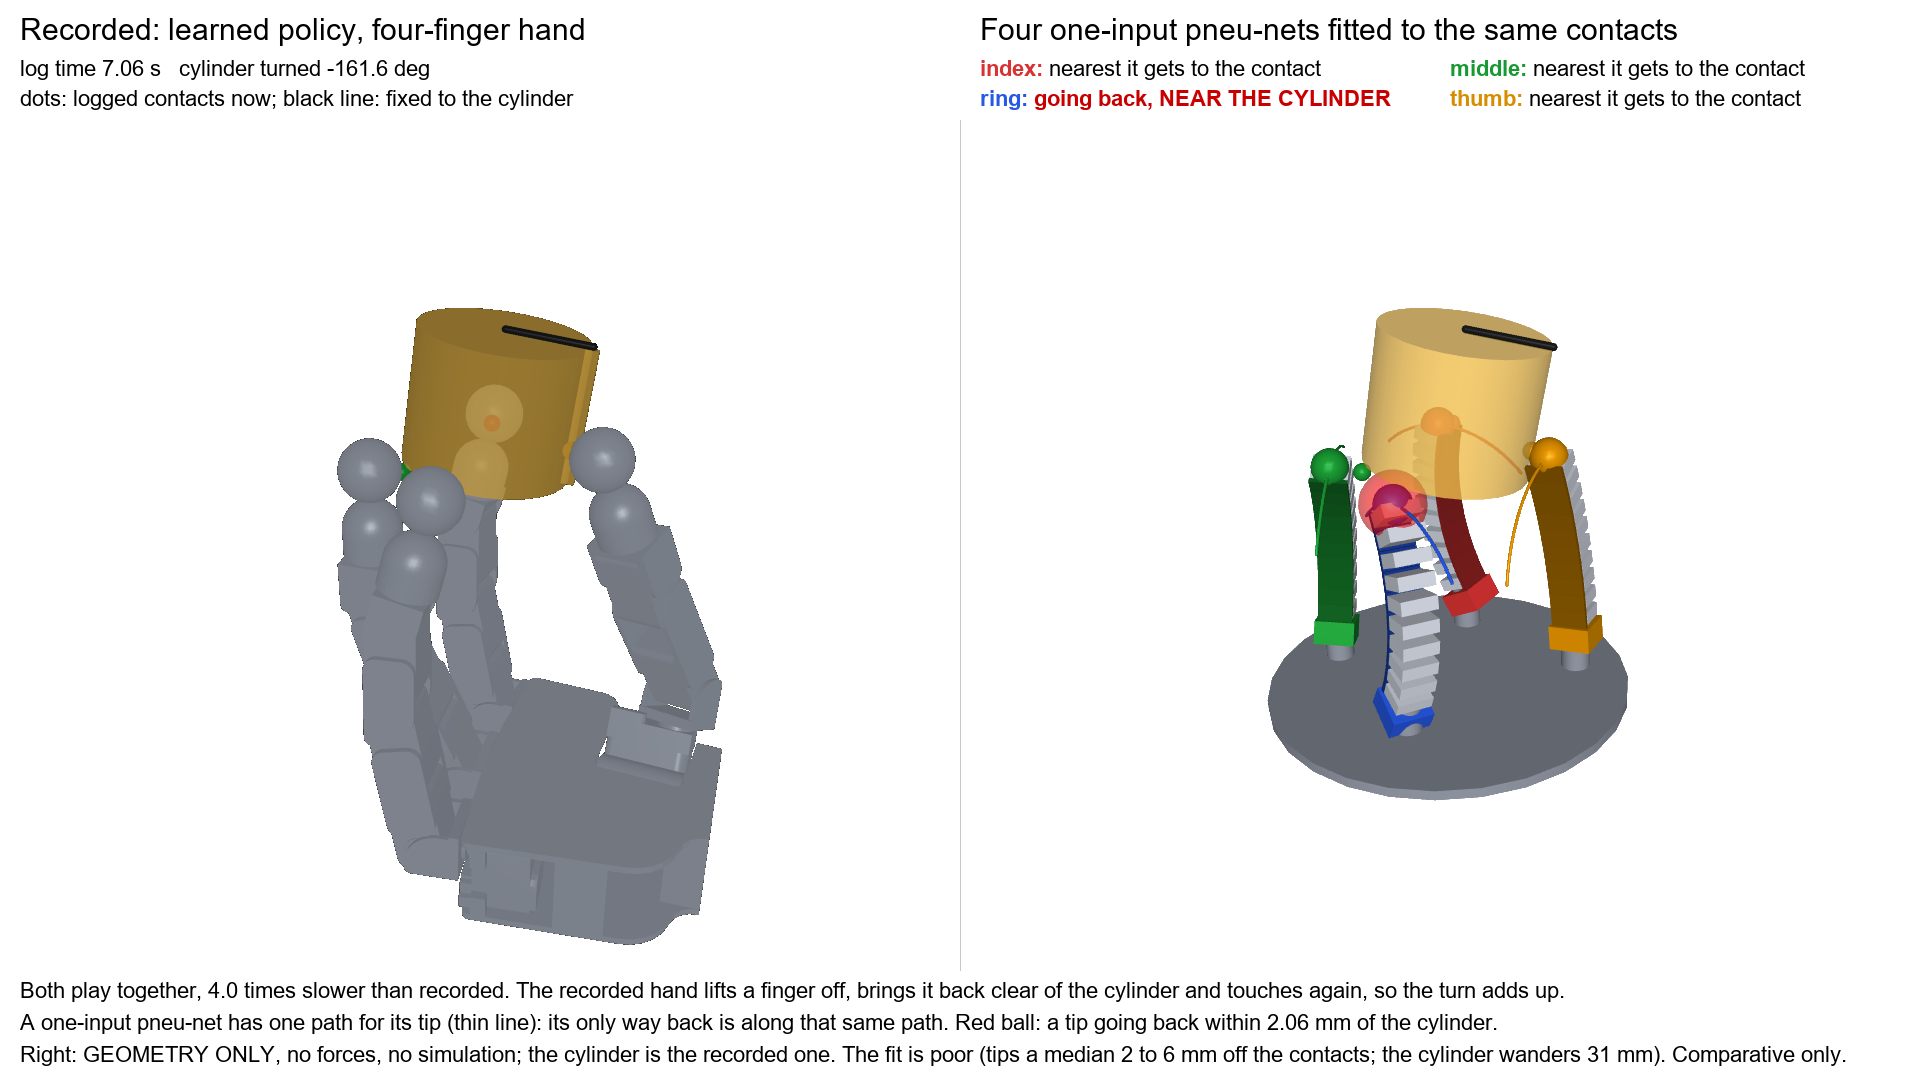 Recorded: learned policy, four-finger hand
log time 7.06 s   cylinder turned -161.6 deg
dots: logged contacts now; black line: fixed to the cylinder
Four one-input pneu-nets fitted to the same contacts
index: nearest it gets to the contact
middle: nearest it gets to the contact
ring: going back, NEAR THE CYLINDER
thumb: nearest it gets to the contact
Both play together, 4.0 times slower than recorded. The recorded hand lifts a finger off, brings it back clear of the cylinder and touches again, so the turn adds up.
A one-input pneu-net has one path for its tip (thin line): its only way back is along that same path. Red ball: a tip going back within 2.06 mm of the cylinder.
Right: GEOMETRY ONLY, no forces, no simulation; the cylinder is the recorded one. The fit is poor (tips a median 2 to 6 mm off the contacts; the cylinder wanders 31 mm). Comparative only.